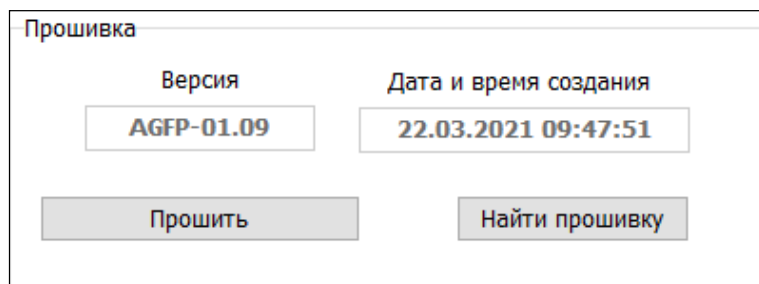 Прошивка
Версия Дата и время создания
AGFP-01.09 22.03.2021 09:47:51
Прошить Найти прошивку